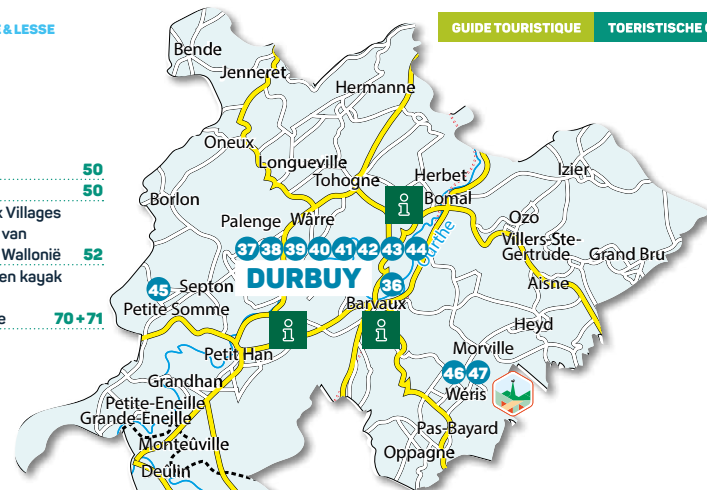 & LESSE
GUIDE TOURISTIQUE
TOERISTISCHE
50
50
Villages
van
Wallonië 52
en kayak
70+71
Bende
Jenneret
Hermanne
Oneux
Longueville
Tohogne
Herbet
Izier
Borlon
Bomal
Palenge
Wârre
Ozo
Ourthe
Villers-Ste-
Gertrude
Grand Bru
37 38 39 40 41 42 43 44
DURBUY
36
Aisne
45
Septon
Petite Somme
Barvaux
Heyd
Petit Han
Morville
46 47
Wéris
Grandhan
Petite-Eneille
Grande-Eneille
Pas-Bayard
Monteuville
Oppagne
Deulin